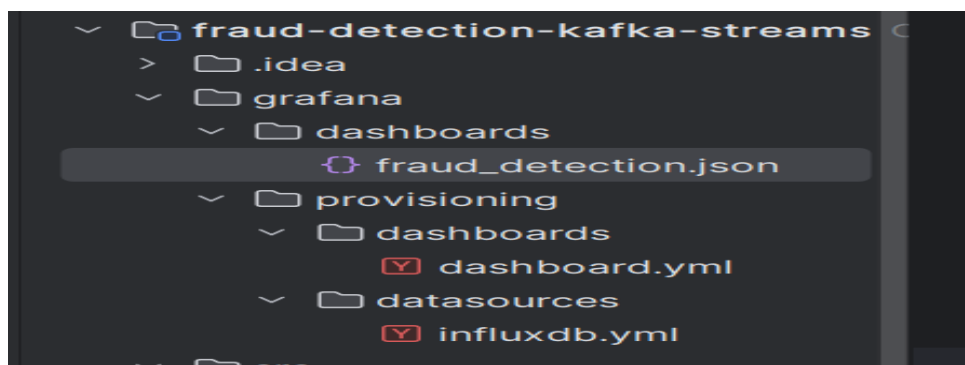 fraud-detection-kafka-streams
.idea
grafana
dashboards
{} fraud_detection.json
provisioning
dashboards
Y dashboard.yml
datasources
Y influxdb.yml